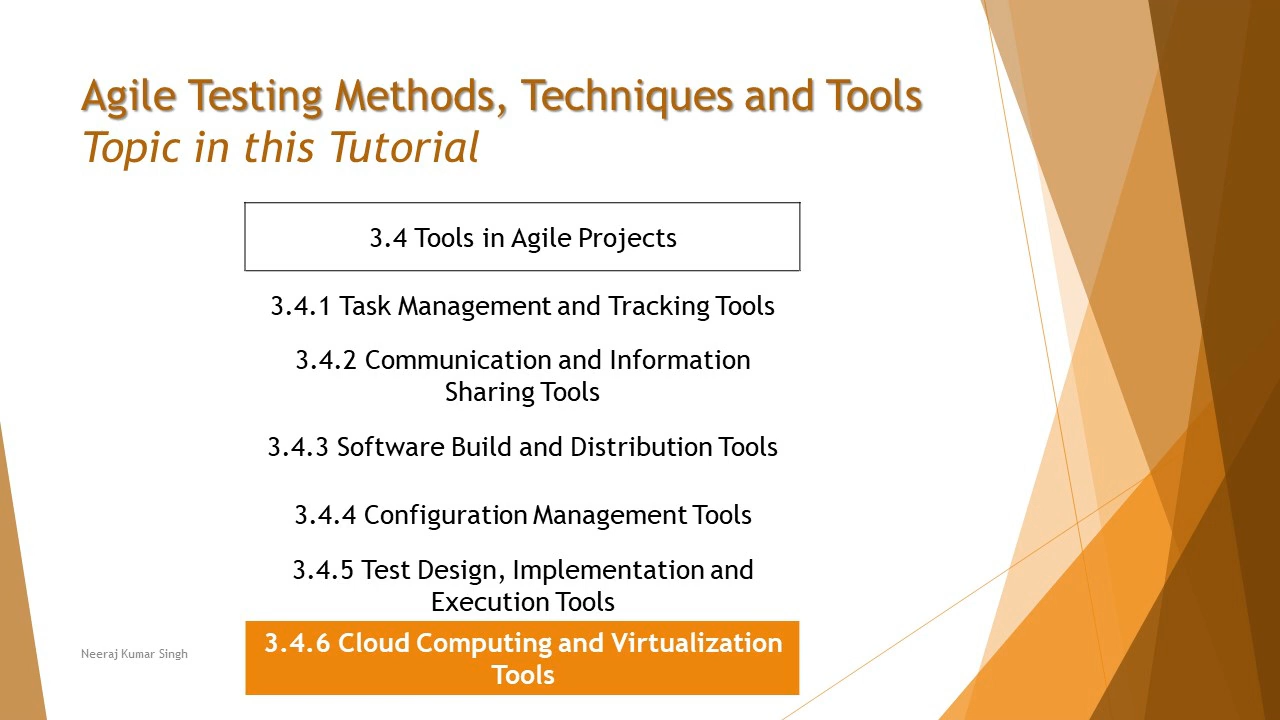 Agile Testing Methods, Techniques and Tools
Topic in this Tutorial
3.4 Tools in Agile Projects
3.4.1 Task Management and Tracking Tools
3.4.2 Communication and Information
Sharing Tools
3.4.3 Software Build and Distribution Tools
3.4.4 Configuration Management Tools
3.4.5 Test Design, Implementation and
Execution Tools
3.4.6 Cloud Computing and Virtualization
Tools
Neeraj Kumar Singh